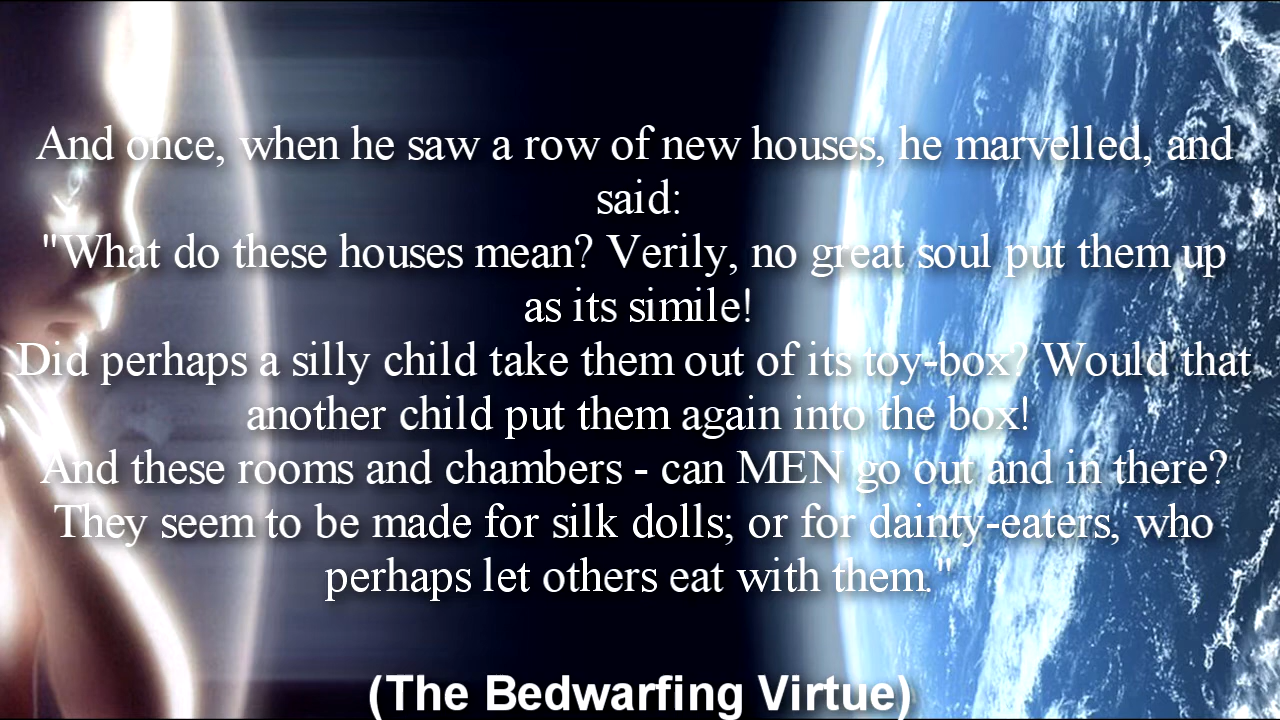 And once, when he saw a row of new houses, he marvelled, and
said:
"What do these houses mean? Verily, no great soul put them up
as its simile!
Did perhaps a silly child take them out of its toy-box? Would that
another child put them again into the box!
And these rooms and chambers - can MEN go out and in there?
They seem to be made for silk dolls; or for dainty-eaters, who
perhaps let others eat with them."
(The Bedwarfing Virtue)